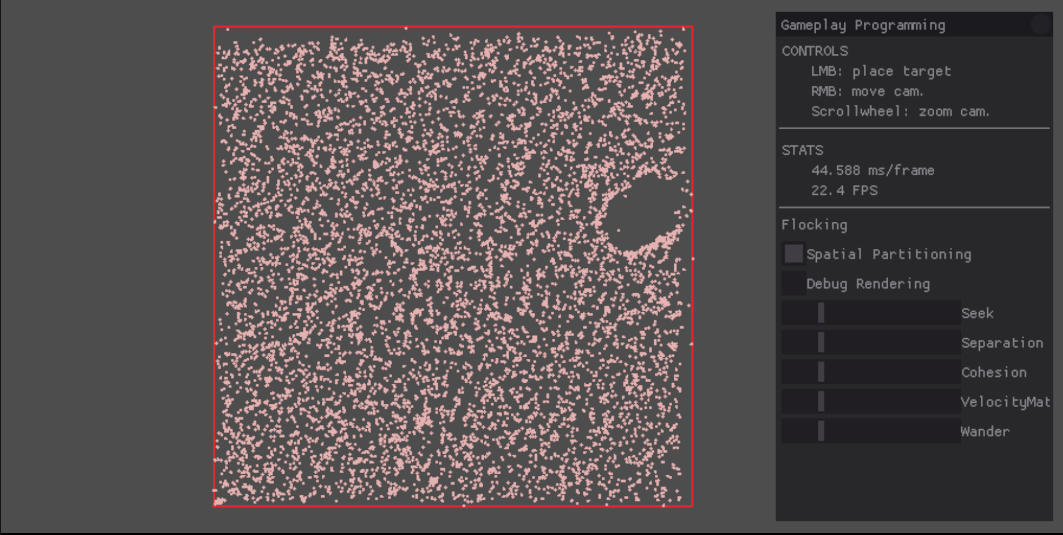 Gameplay Programming
CONTROLS
LMB: place target
RMB: move cam.
Scrollwheel: zoom cam.
STATS
44.588 ms/frame
22.4 FPS
Flocking
Spatial Partitioning
Debug Rendering
Seek
Separation
Cohesion
VelocityMat
Wander